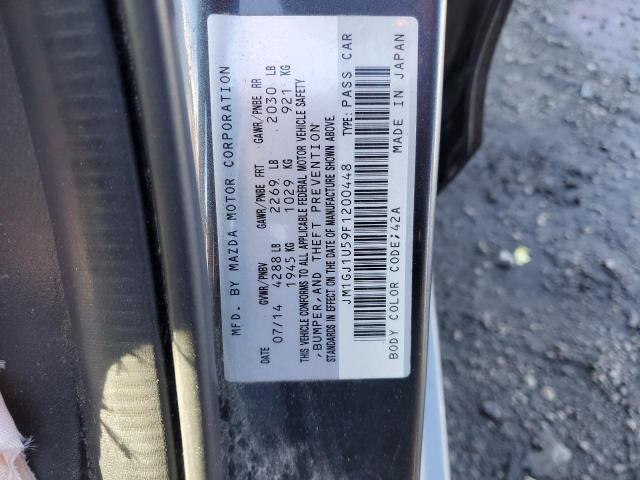 MFD. BY MAZDA MOTOR CORPORATION
DATE GVWR/PNBV GAWR/PNBE FRT GAWR/PNBE RR
07/14 4288 LB 2269 LB 2030 LB
1945 KG 1029 KG 921 KG
THIS VEHICLE CONFORMS TO ALL APPLICABLE FEDERAL MOTOR VEHICLE SAFETY
,BUMPER,AND THEFT PREVENTION
STANDARDS IN EFFECT ON THE DATE OF MANUFACTURE SHOWN ABOVE.
JM1GJ1U59F1200448 TYPE: PASS CAR
BODY COLOR CODE;42A MADE IN JAPAN